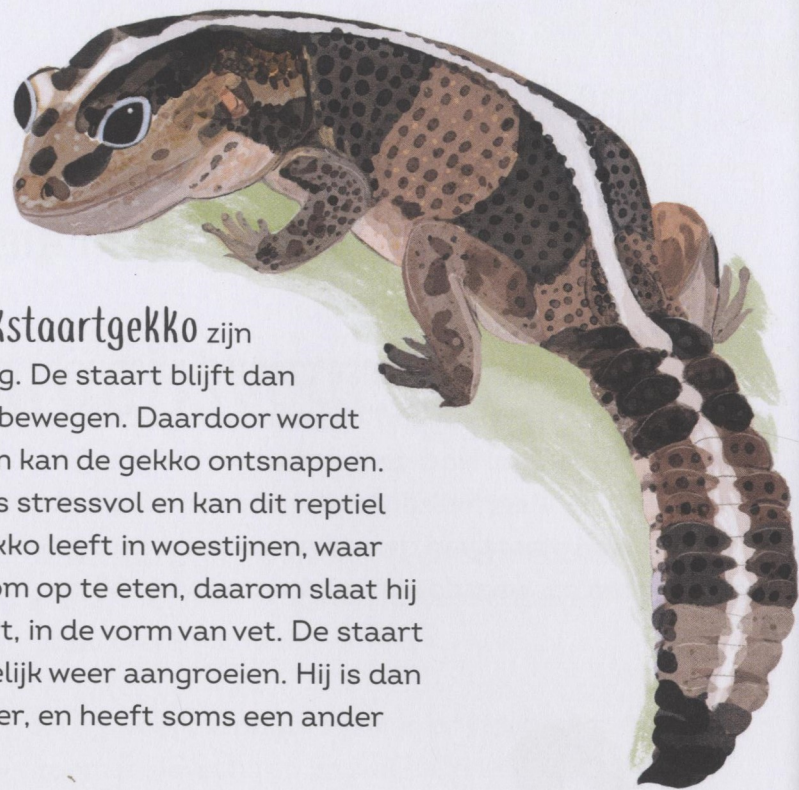 kstaartgekko zijn
g. De staart blijft dan
bewegen. Daardoor wordt
n kan de gekko ontsnappen.
s stressvol en kan dit reptiel
kko leeft in woestijnen, waar
om op te eten, daarom slaat hij
t, in de vorm van vet. De staart
elijk weer aangroeien. Hij is dan
er, en heeft soms een ander